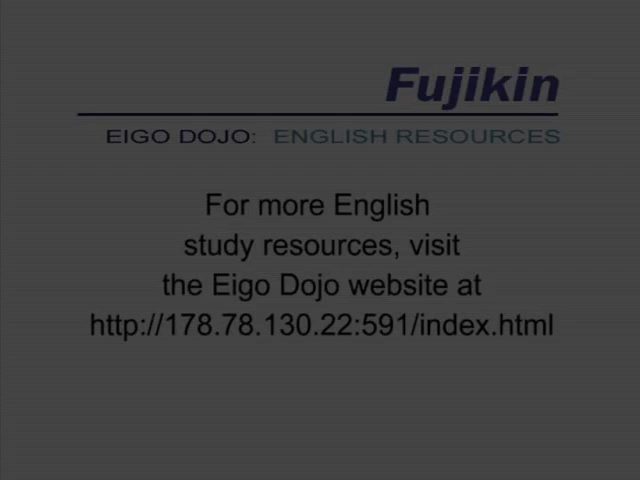 Fujikin
EIGO DOJO: ENGLISH RESOURCES
For more English
study resources, visit
the Eigo Dojo website at
http://178.78.130.22:591/index.html